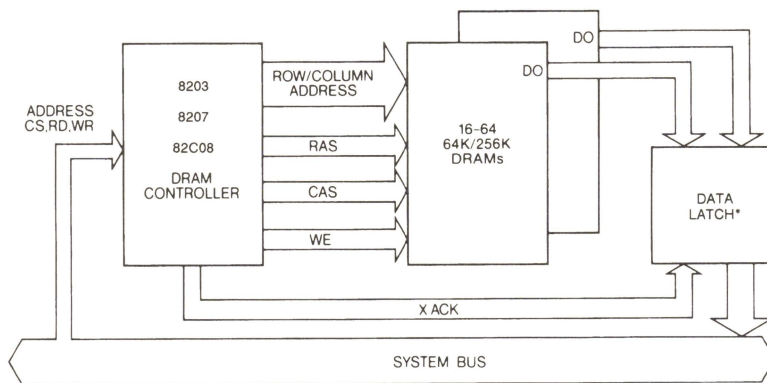 ADDRESS
CS,RD,WR
8203
8207
82C08
DRAM
CONTROLLER
ROW/COLUMN
ADDRESS
RAS
CAS
WE
DO
DO
16-64
64K/256K
DRAMs
DATA
LATCH*
X ACK
SYSTEM BUS